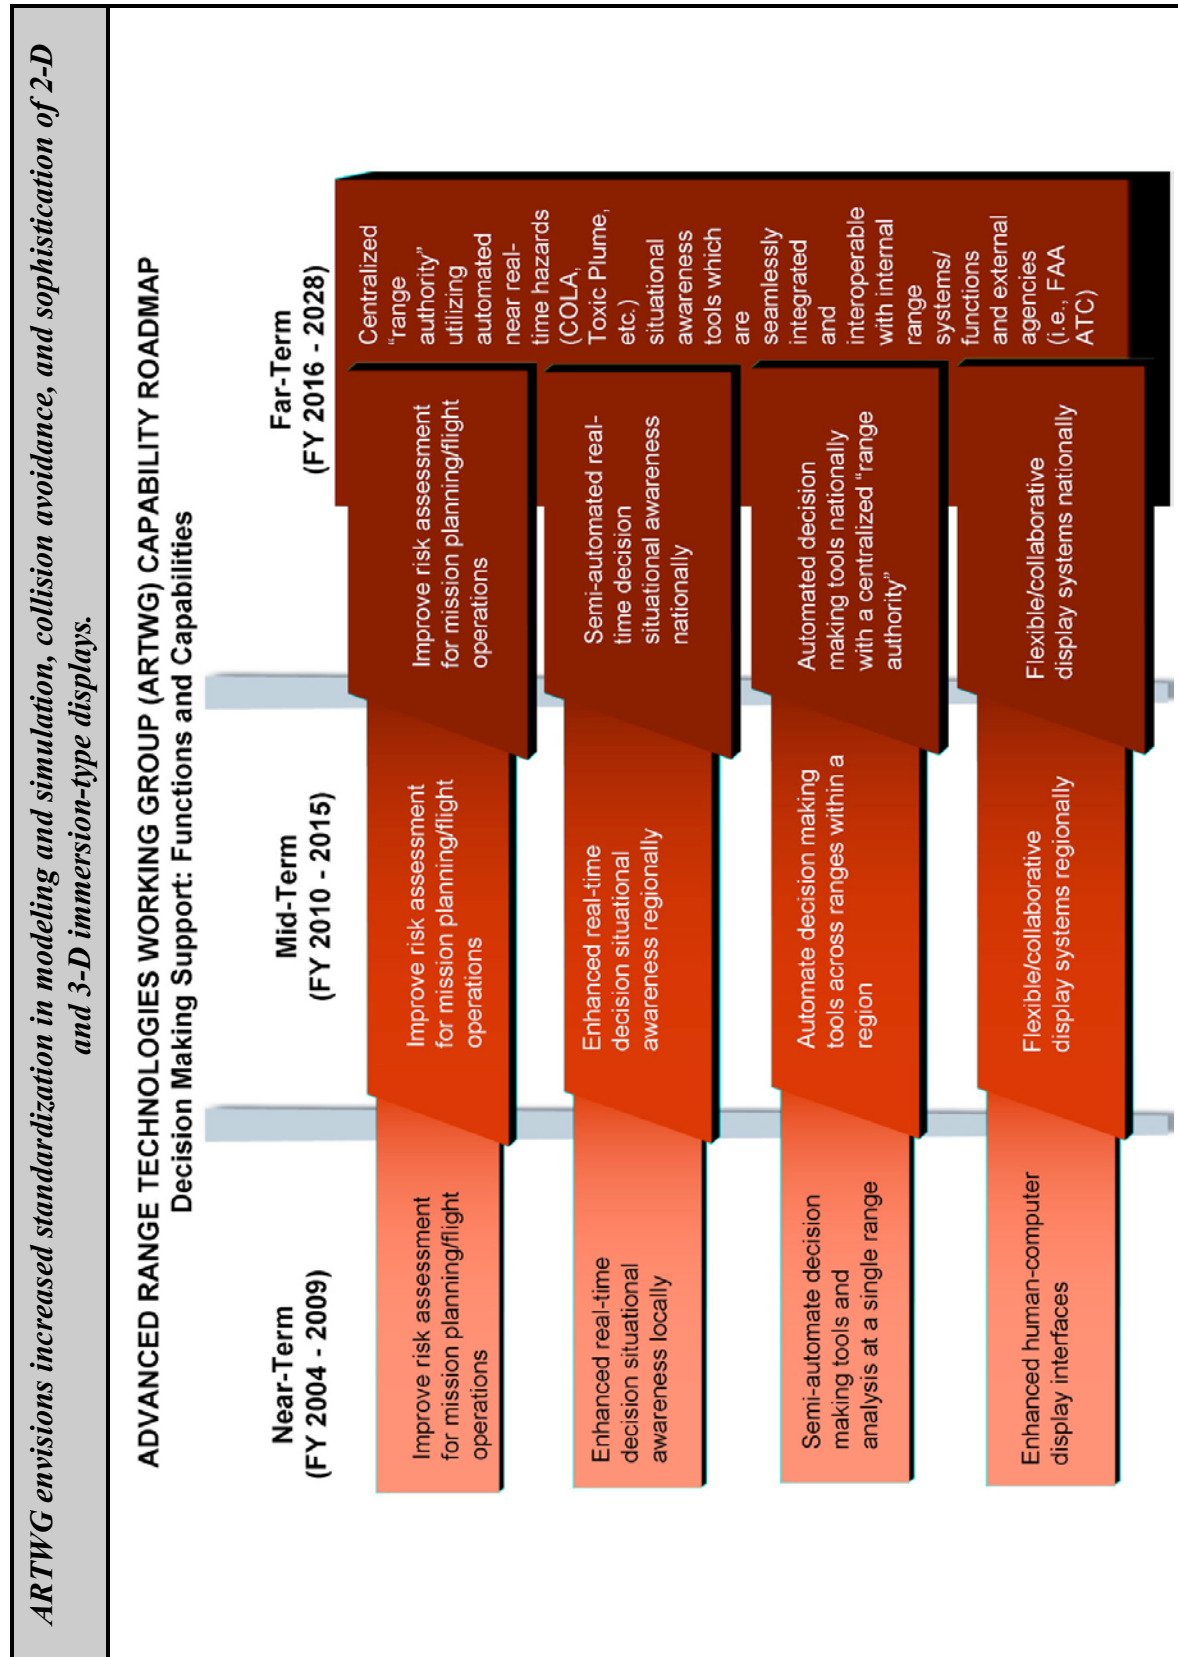 ARTWG envisions increased standardization in modeling and simulation, collision avoidance, and sophistication of 2-D
and 3-D immersion-type displays.
ADVANCED RANGE TECHNOLOGIES WORKING GROUP (ARTWG) CAPABILITY ROADMAP
Decision Making Support: Functions and Capabilities
Near-Term
(FY 2004 - 2009)
Mid-Term
(FY 2010 - 2015)
Far-Term
(FY 2016 - 2028)
Improve risk assessment
for mission planning/flight
operations
Improve risk assessment
for mission planning/flight
operations
Improve risk assessment
for mission planning/flight
operations
Enhanced real-time
decision situational
awareness locally
Enhanced real-time
decision situational
awareness regionally
Semi-automated real-
time decision
situational awareness
nationally
Semi-automate decision
making tools and
analysis at a single range
Automate decision making
tools across ranges within a
region
Automated decision
making tools nationally
with a centralized “range
authority”
Enhanced human-computer
display interfaces
Flexible/collaborative
display systems regionally
Flexible/collaborative
display systems nationally
Centralized
“range
authority”
utilizing
automated
near real-
time hazards
(COLA,
Toxic Plume,
etc.)
situational
awareness
tools which
are
seamlessly
integrated
and
interoperable
with internal
range
systems/
functions
and external
agencies
(i.e., FAA
ATC)